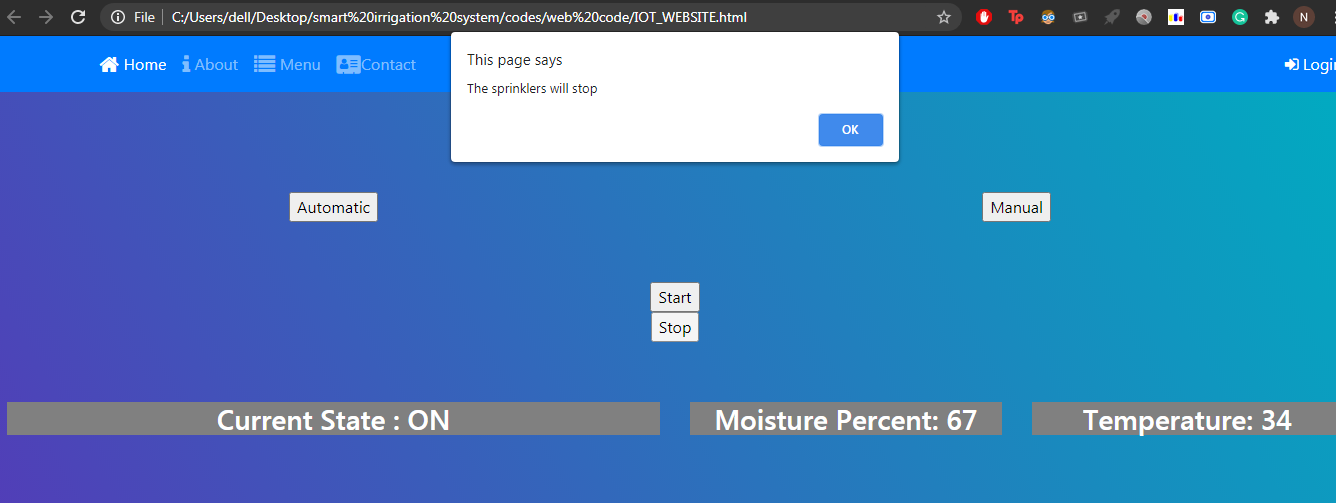 File
C:/Users/dell/Desktop/smart%20irrigation%20system/codes/web%20code/IOT_WEBSITE.html
Tp
G
N
Home
About
Menu
Contact
Login
This page says
The sprinklers will stop
OK
Automatic
Manual
Start
Stop
Current State : ON
Moisture Percent: 67
Temperature: 34